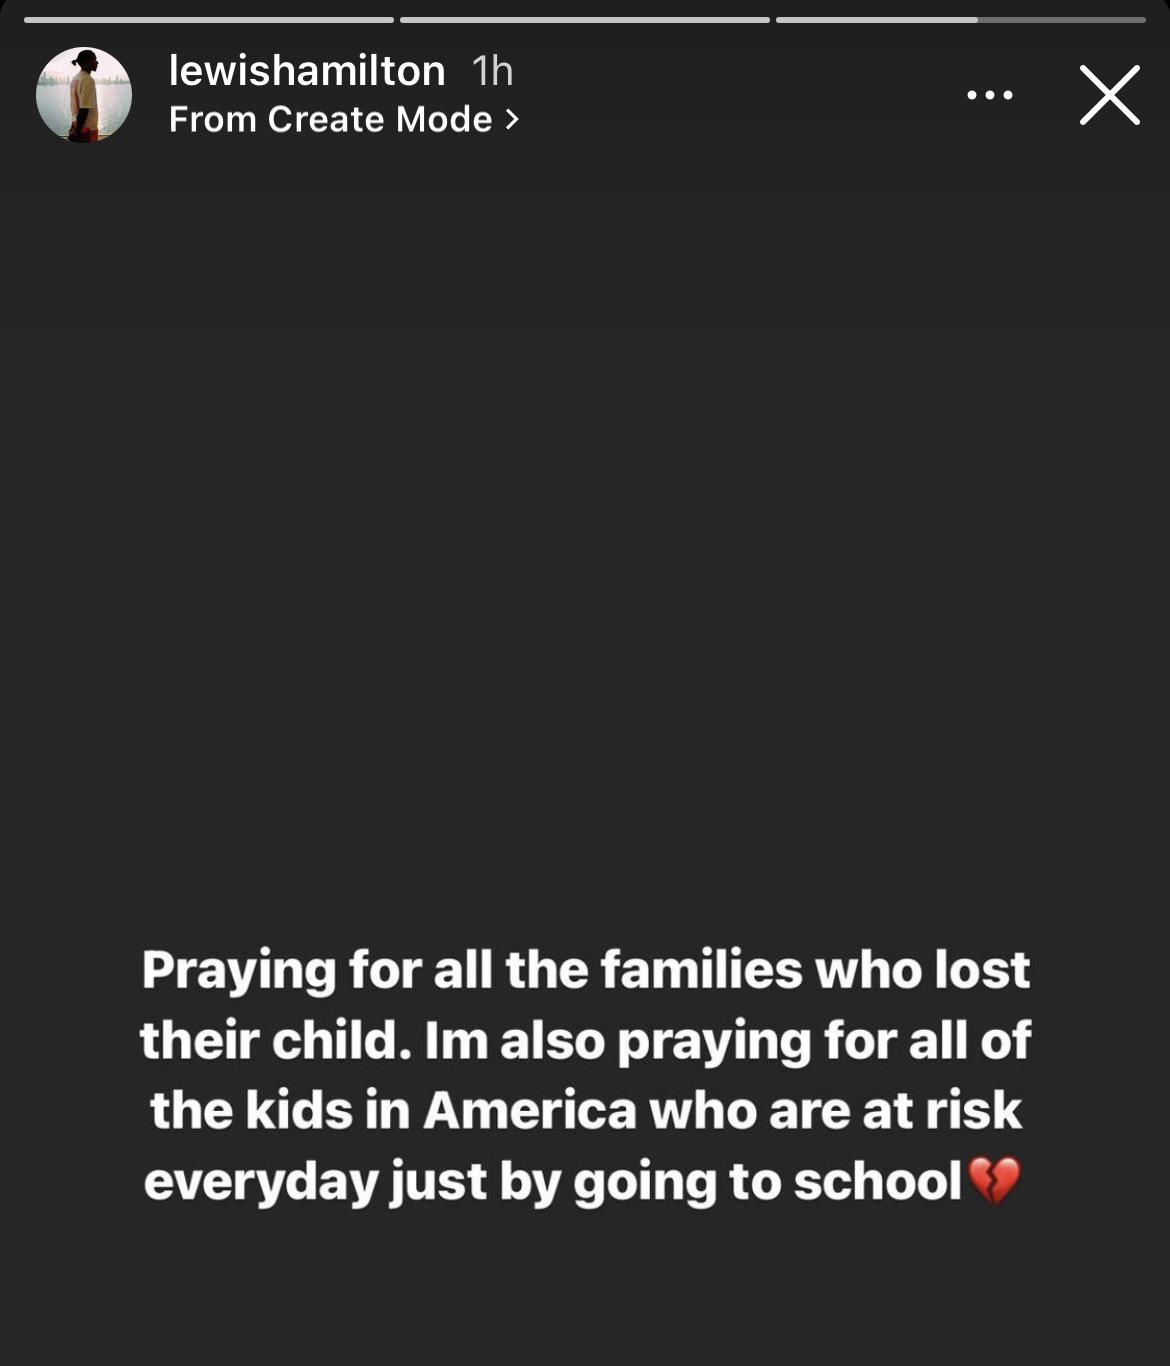 lewishamilton 1h
From Create Mode >
Praying for all the families who lost
their child. Im also praying for all of
the kids in America who are at risk
everyday just by going to school💔